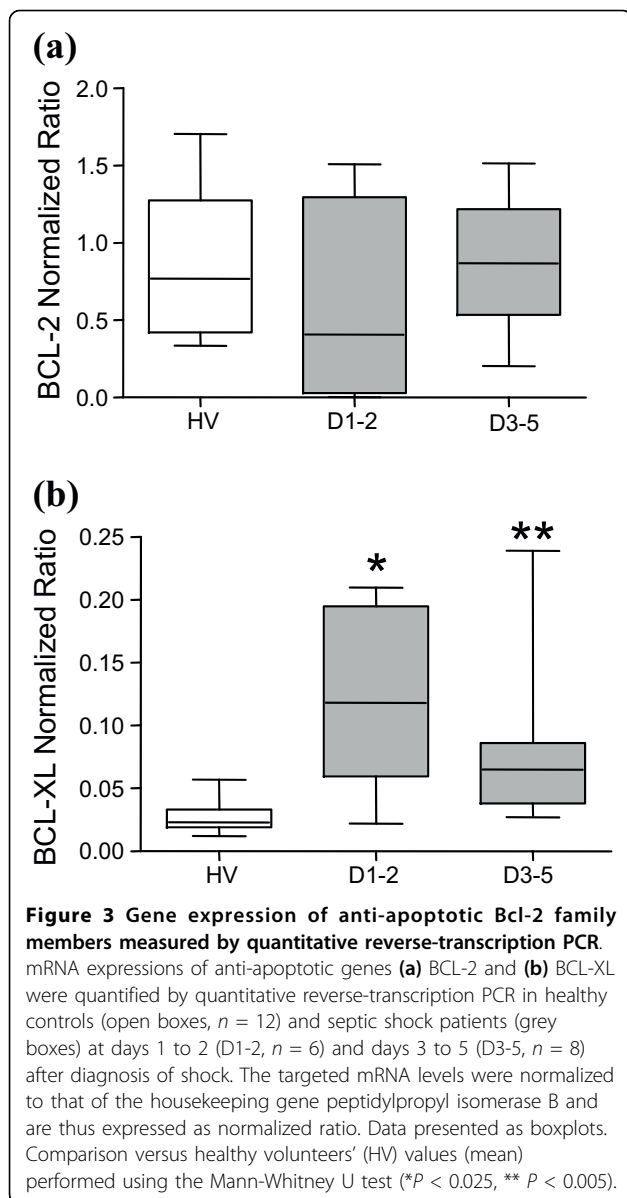 (a)
2.0
1.5
1.0
0.5
0.0
BCL-2 Normalized Ratio
HV D1-2 D3-5
(b)
0.25
0.20
0.15
0.10
0.05
0.00
BCL-XL Normalized Ratio
* **
HV D1-2 D3-5
Figure 3 Gene expression of anti-apoptotic Bcl-2 family
members measured by quantitative reverse-transcription PCR.
mRNA expressions of anti-apoptotic genes (a) BCL-2 and (b) BCL-XL
were quantified by quantitative reverse-transcription PCR in healthy
controls (open boxes, n = 12) and septic shock patients (grey
boxes) at days 1 to 2 (D1-2, n = 6) and days 3 to 5 (D3-5, n = 8)
after diagnosis of shock. The targeted mRNA levels were normalized
to that of the housekeeping gene peptidylpropyl isomerase B and
are thus expressed as normalized ratio. Data presented as boxplots.
Comparison versus healthy volunteers' (HV) values (mean)
performed using the Mann-Whitney U test (*P < 0.025, ** P < 0.005).